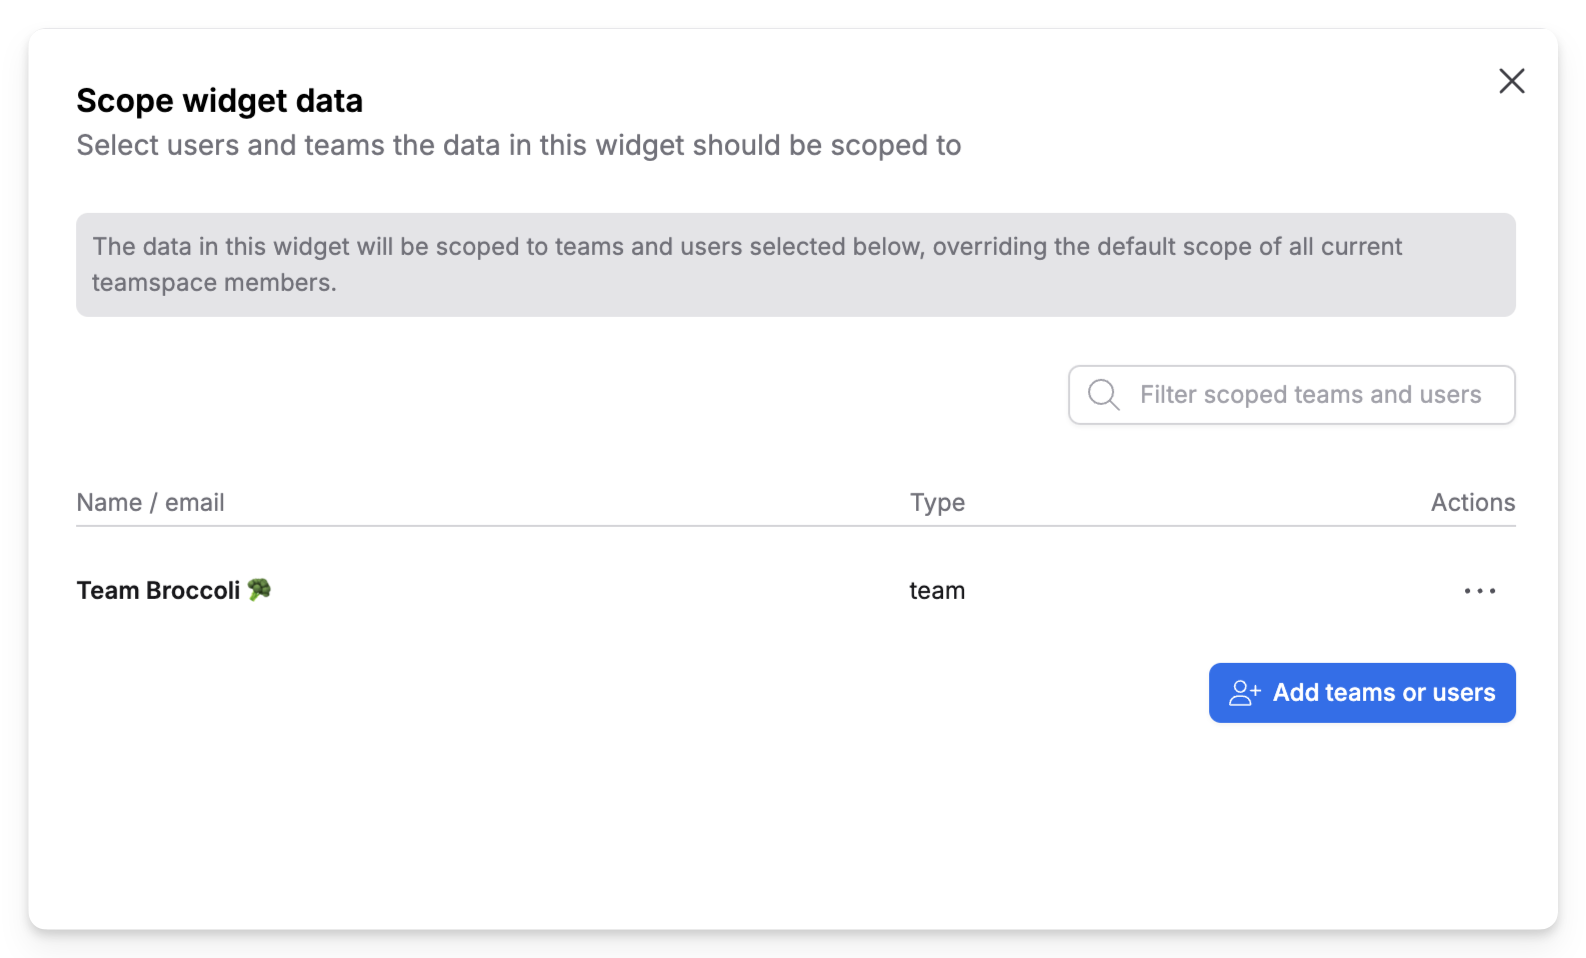 Scope widget data
Select users and teams the data in this widget should be scoped to
The data in this widget will be scoped to teams and users selected below, overriding the default scope of all current
teamspace members.
Filter scoped teams and users
Name / email Type Actions
Team Broccoli 🥦 team
Add teams or users